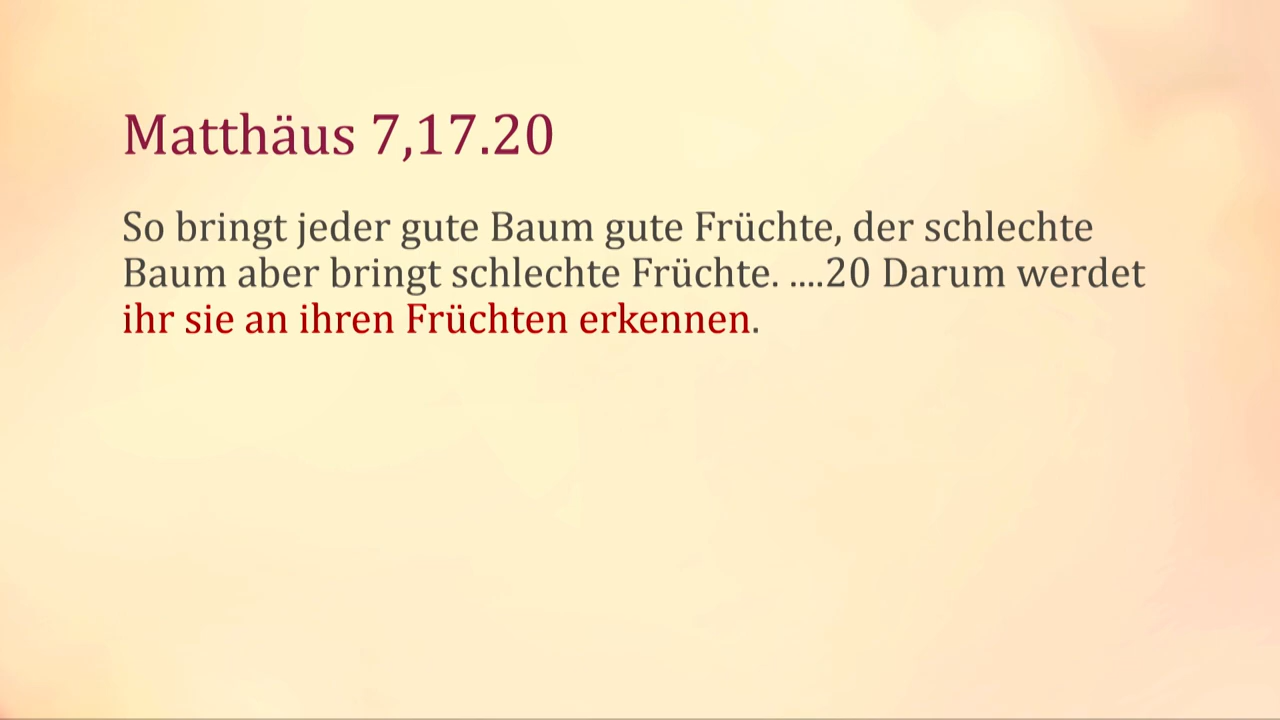 Matthäus 7,17.20
So bringt jeder gute Baum gute Früchte, der schlechte
Baum aber bringt schlechte Früchte. ....20 Darum werdet
ihr sie an ihren Früchten erkennen.